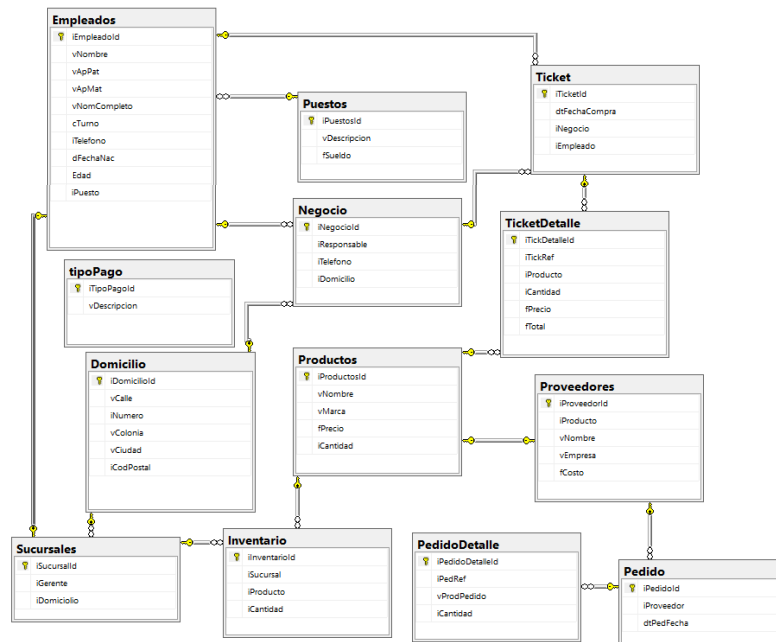 Empleados
iEmpleadoId
vNombre
vApPat
vApMat
vNomCompleto
cTurno
iTelefono
dFechaNac
Edad
iPuesto
Puestos
iPuestosId
vDescripcion
fSueldo
Ticket
iTicketId
dtFechaCompra
iNegocio
iEmpleado
Negocio
iNegocioId
iResponsable
iTelefono
iDomicilio
TicketDetalle
iTickDetalleId
iTickRef
iProducto
iCantidad
fPrecio
fTotal
tipoPago
iTipoPagoId
vDescripcion
Domicilio
iDomicilioId
vCalle
iNumero
vColonia
vCiudad
iCodPostal
Productos
iProductosId
vNombre
vMarca
fPrecio
iCantidad
Proveedores
iProveedorId
iProducto
vNombre
vEmpresa
fCosto
Sucursales
iSucursalId
iGerente
iDomiciolio
Inventario
iInventarioId
iSucursal
iProducto
iCantidad
PedidoDetalle
iPedidoDetalleId
iPedRef
vProdPedido
iCantidad
Pedido
iPedidoId
iProveedor
dtPedFecha